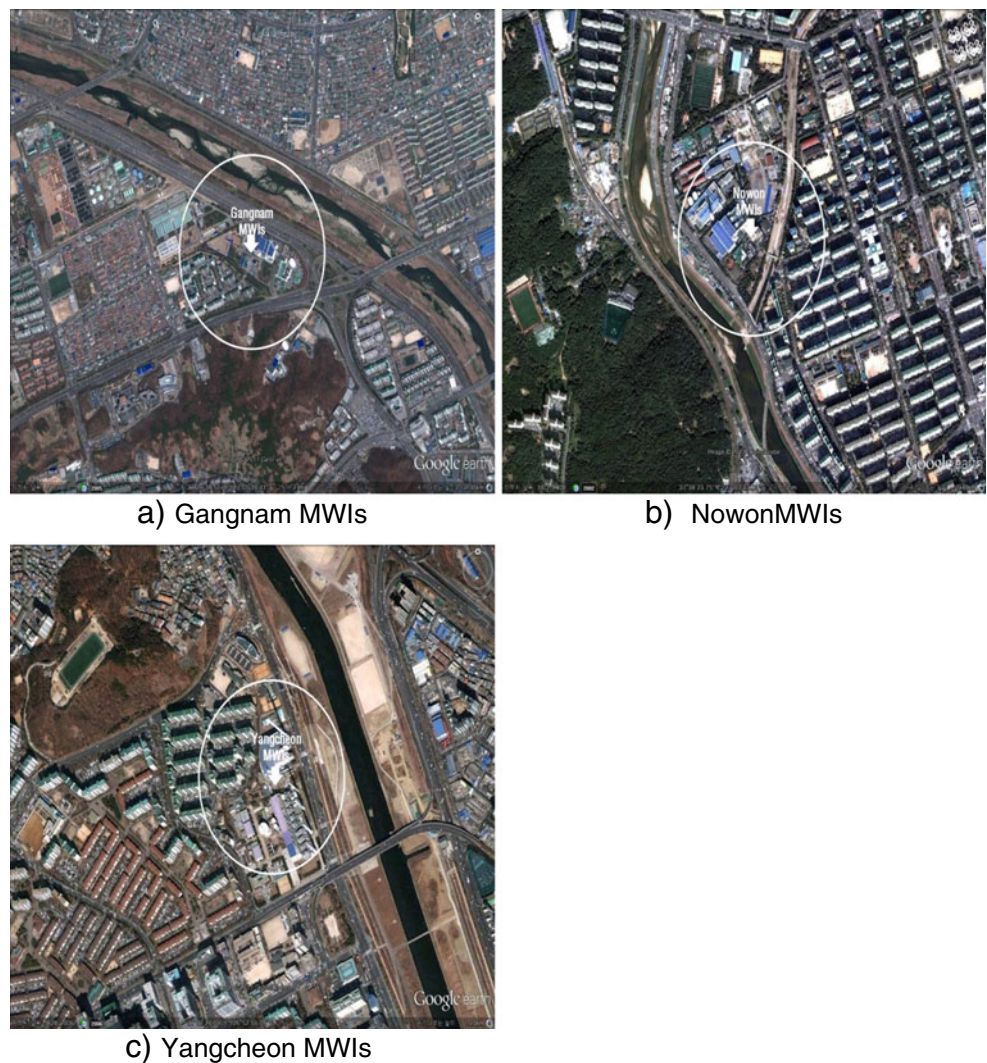 Gangnam
MWIs
Google earth
a) Gangnam MWIs
Nowon
MWIs
Google earth
b) NowonMWIs
Yangcheon
MWIs
Google earth
c) Yangcheon MWIs